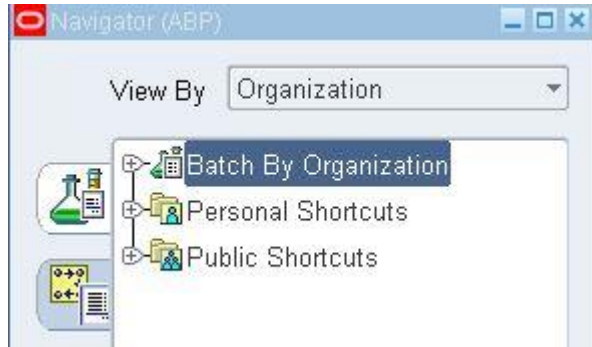 Navigator (ABP)
View By Organization
Batch By Organization
Personal Shortcuts
Public Shortcuts